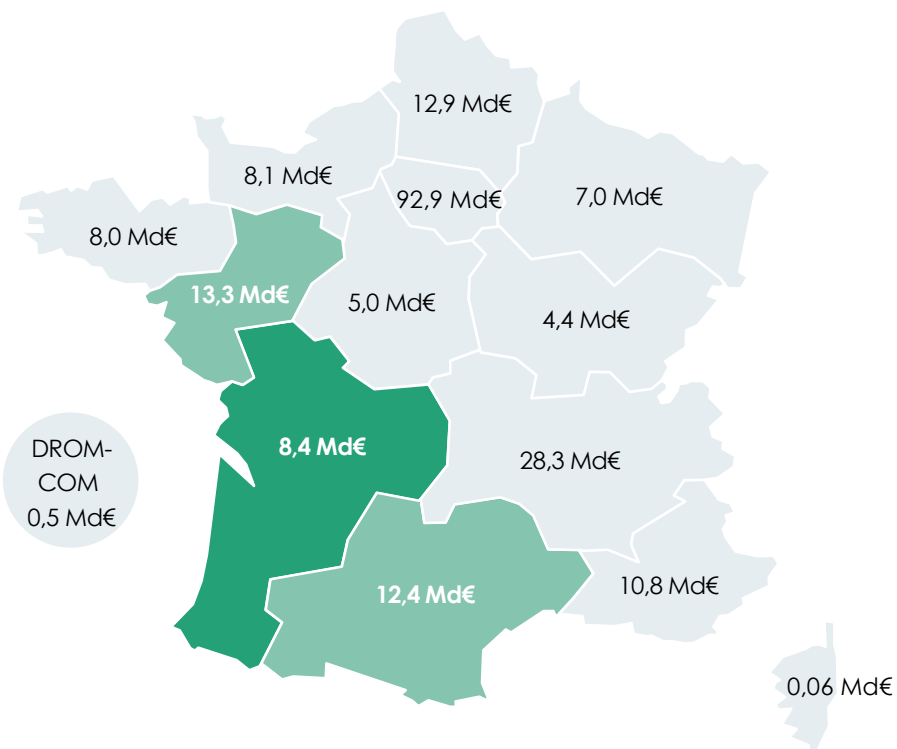 12,9 Md€
8,1 Md€
92,9 Md€
7,0 Md€
8,0 Md€
13,3 Md€
5,0 Md€
4,4 Md€
8,4 Md€
28,3 Md€
DROM-
COM
0,5 Md€
12,4 Md€
10,8 Md€
0,06 Md€